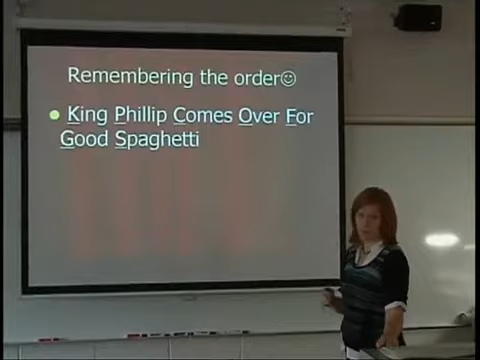 Remembering the order☺
King Phillip Comes Over For
Good Spaghetti